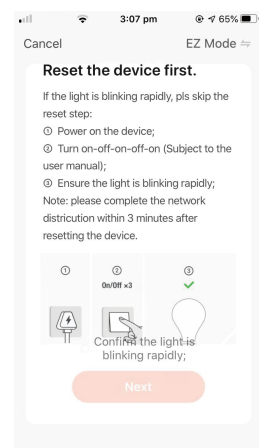 3:07 pm
65%
Cancel
EZ Mode
Reset the device first.
If the light is blinking rapidly, pls skip the
reset step:
① Power on the device;
② Turn on-off-on-off-on (Subject to the
user manual);
③ Ensure the light is blinking rapidly;
Note: please complete the network
districution within 3 minutes after
resetting the device.
①
②
③
On/Off ×3
Confirm the light is
blinking rapidly;
Next